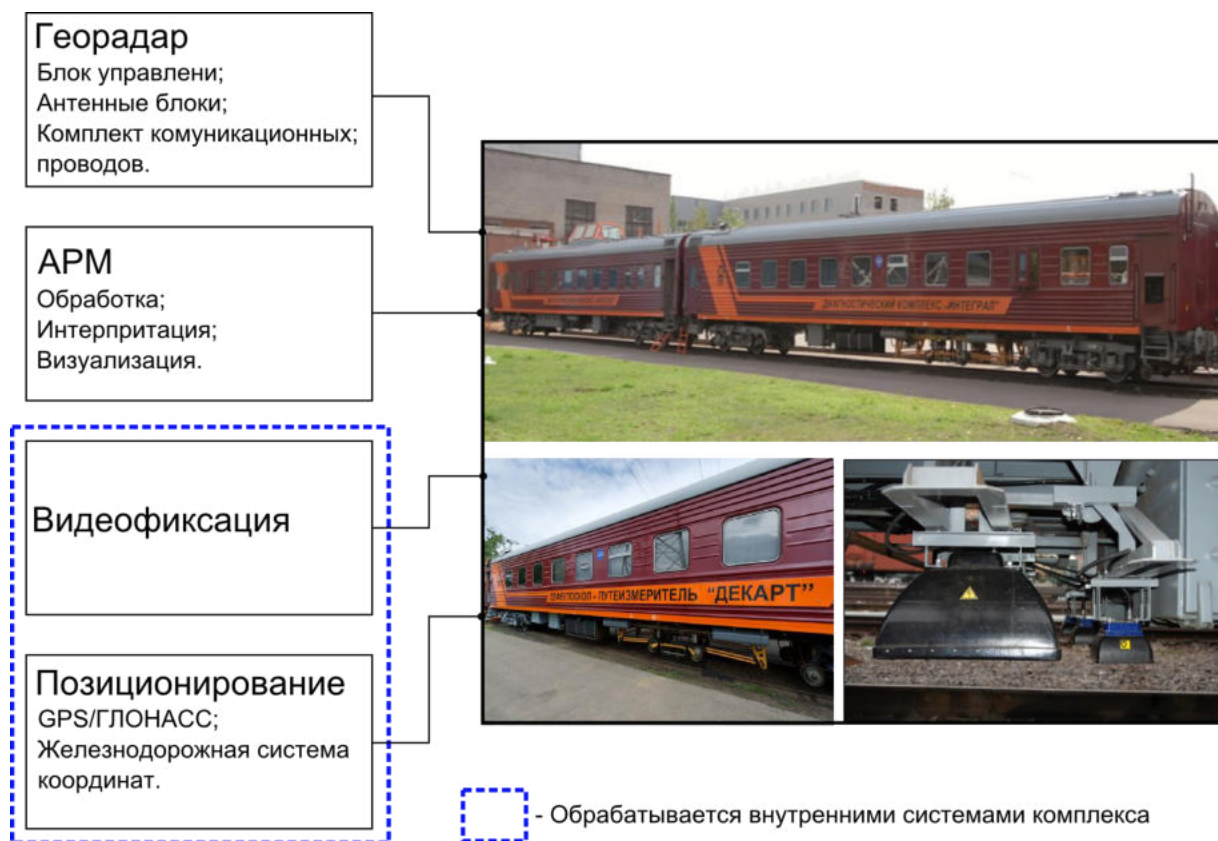 Георадар
Блок управлени;
Антенные блоки;
Комплект комуникационных;
проводов.
АРМ
Обработка;
Интерпритация;
Визуализация.
Видеофиксация
Позиционирование
GPS/ГЛОНАСС;
Железнодорожная система
координат.
ДИАГНОСТИЧЕСКИЙ КОМПЛЕКС "ИНТЕГРАЛ"
ПУТЕИЗМЕРИТЕЛЬ "ДЕКАРТ"
- Обрабатывается внутренними системами комплекса